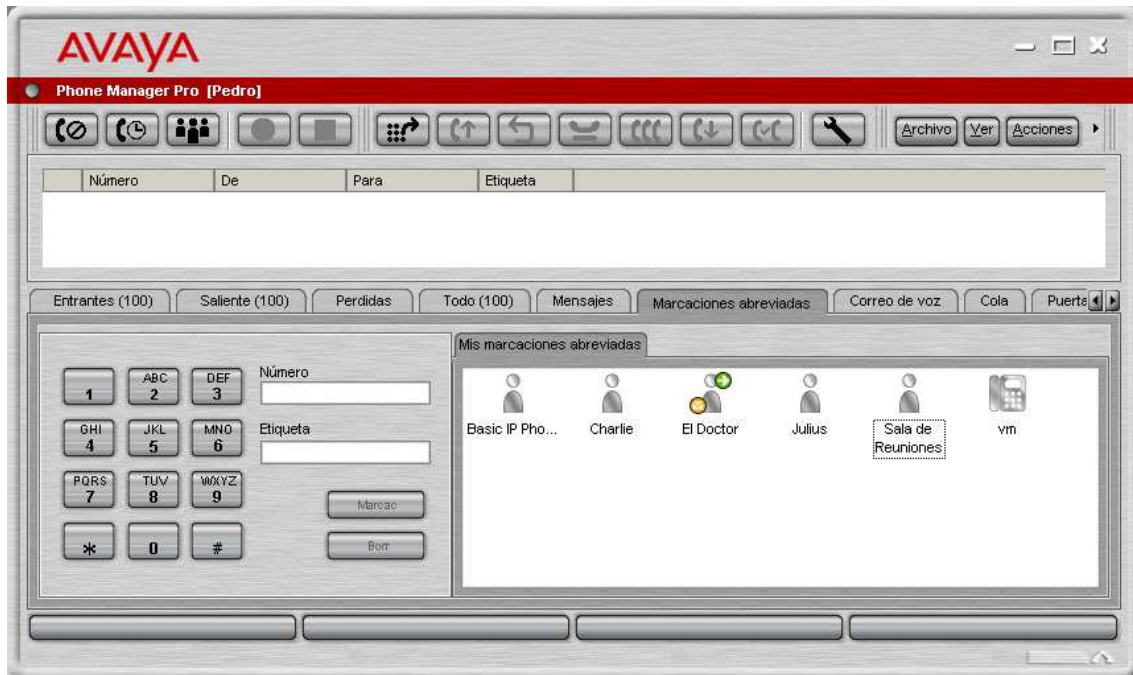 AVAYA
Phone Manager Pro [Pedro]
Archivo Ver Acciones
Número De Para Etiqueta
Entrantes (100) Saliente (100) Perdidas Todo (100) Mensajes Marcaciones abreviadas Correo de voz Cola Puerta
Mis marcaciones abreviadas
1 ABC 2 DEF 3
Número
GHI 4 JKL 5 MNO 6
Etiqueta
PQRS 7 TUV 8 WXYZ 9
* 0 #
Marcac
Borr
Basic IP Pho... Charlie El Doctor Julius Sala de Reuniones vm